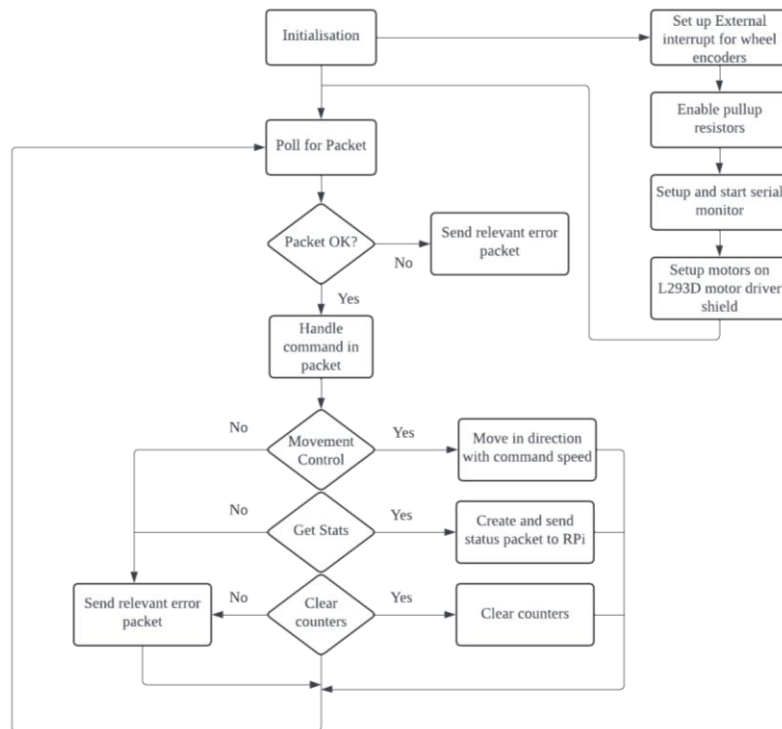 Initialisation
Set up External
interrupt for wheel
encoders
Enable pullup
resistors
Poll for Packet
Setup and start serial
monitor
Packet OK?
Send relevant error
packet
No
Setup motors on
L293D motor driver
shield
Yes
Handle
command in
packet
No
Movement
Control
Yes
Move in direction
with command speed
No
Get Stats
Yes
Create and send
status packet to RPi
Send relevant error
packet
No
Clear
counters
Yes
Clear counters